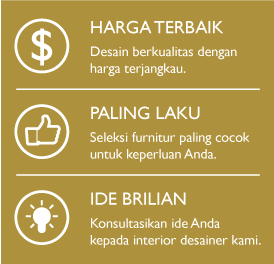 HARGA TERBAIK
Desain berkualitas dengan
harga terjangkau.
PALING LAKU
Seleksi furnitur paling cocok
untuk keperluan Anda.
IDE BRILIAN
Konsultasikan ide Anda
kepada interior desainer kami.